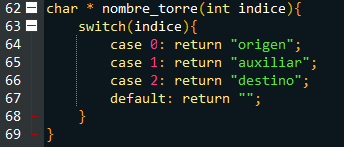 62 char * nombre_torre(int indice){
63 switch(indice){
64 case 0: return "origen";
65 case 1: return "auxiliar";
66 case 2: return "destino";
67 default: return "";
68 }
69 }